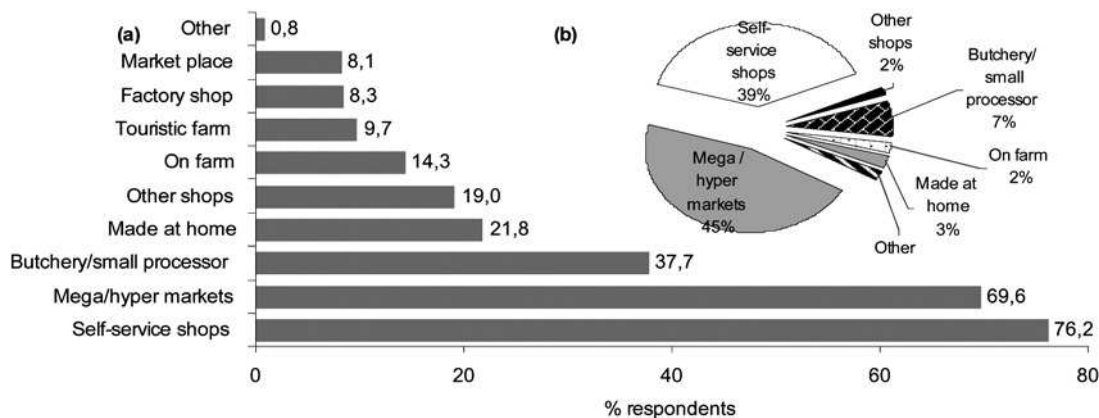 (a)
Other
0,8
Market place
8,1
Factory shop
8,3
Touristic farm
9,7
On farm
14,3
Other shops
19,0
Made at home
21,8
Butchery/small processor
37,7
Mega/hyper markets
69,6
Self-service shops
76,2
0
20
40
60
80
% respondents
(b)
Self-
service
shops
39%
Other
shops
2%
Butchery/
small
processor
7%
On farm
2%
Made at
home
3%
Other
Mega /
hyper
markets
45%